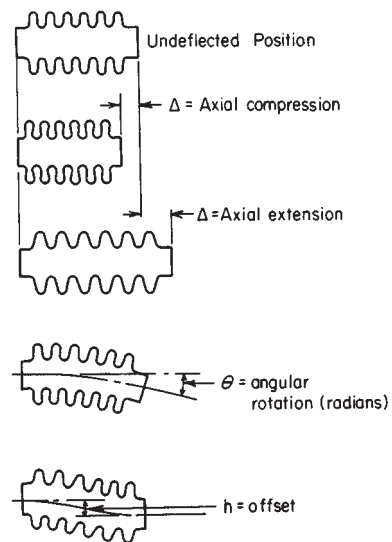 Undeflected Position
Δ = Axial compression
Δ=Axial extension
θ = angular
rotation (radians)
h = offset